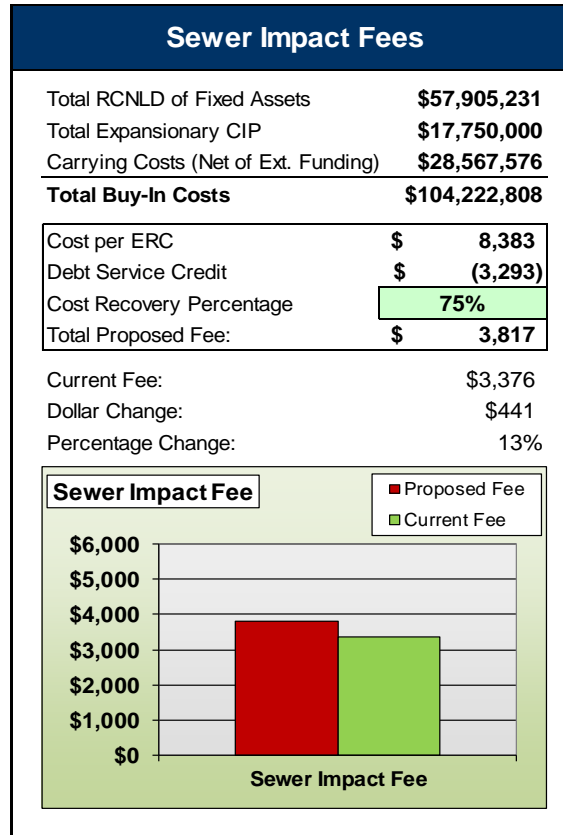 Sewer Impact Fees
Total RCNLD of Fixed Assets $57,905,231
Total Expansionary CIP $17,750,000
Carrying Costs (Net of Ext. Funding) $28,567,576
Total Buy-In Costs $104,222,808
Cost per ERC $ 8,383
Debt Service Credit $ (3,293)
Cost Recovery Percentage 75%
Total Proposed Fee: $ 3,817
Current Fee: $3,376
Dollar Change: $441
Percentage Change: 13%
Sewer Impact Fee
Proposed Fee
Current Fee
$6,000
$5,000
$4,000
$3,000
$2,000
$1,000
$0
Sewer Impact Fee